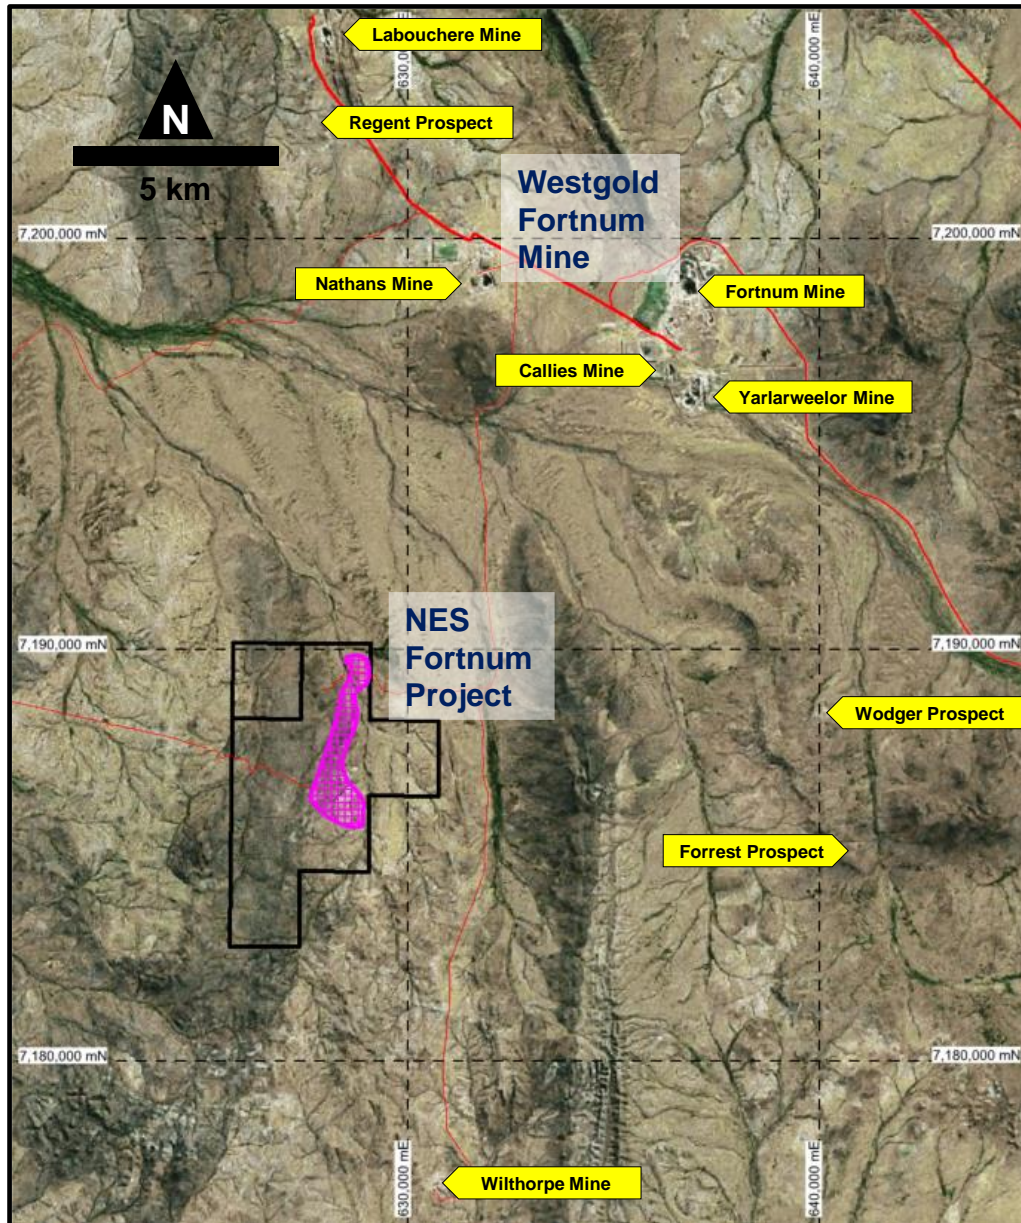 Labouchere Mine
630,000 mE
640,000 mE
N
Regent Prospect
5 km
Westgold
Fortnum
Mine
7,200,000 mN
7,200,000 mN
Nathans Mine
Fortnum Mine
Callies Mine
Yarlarweelor Mine
NES
Fortnum
Project
7,190,000 mN
7,190,000 mN
Wodger Prospect
Forrest Prospect
7,180,000 mN
7,180,000 mN
630,000 mE
640,000 mE
Wilthorpe Mine